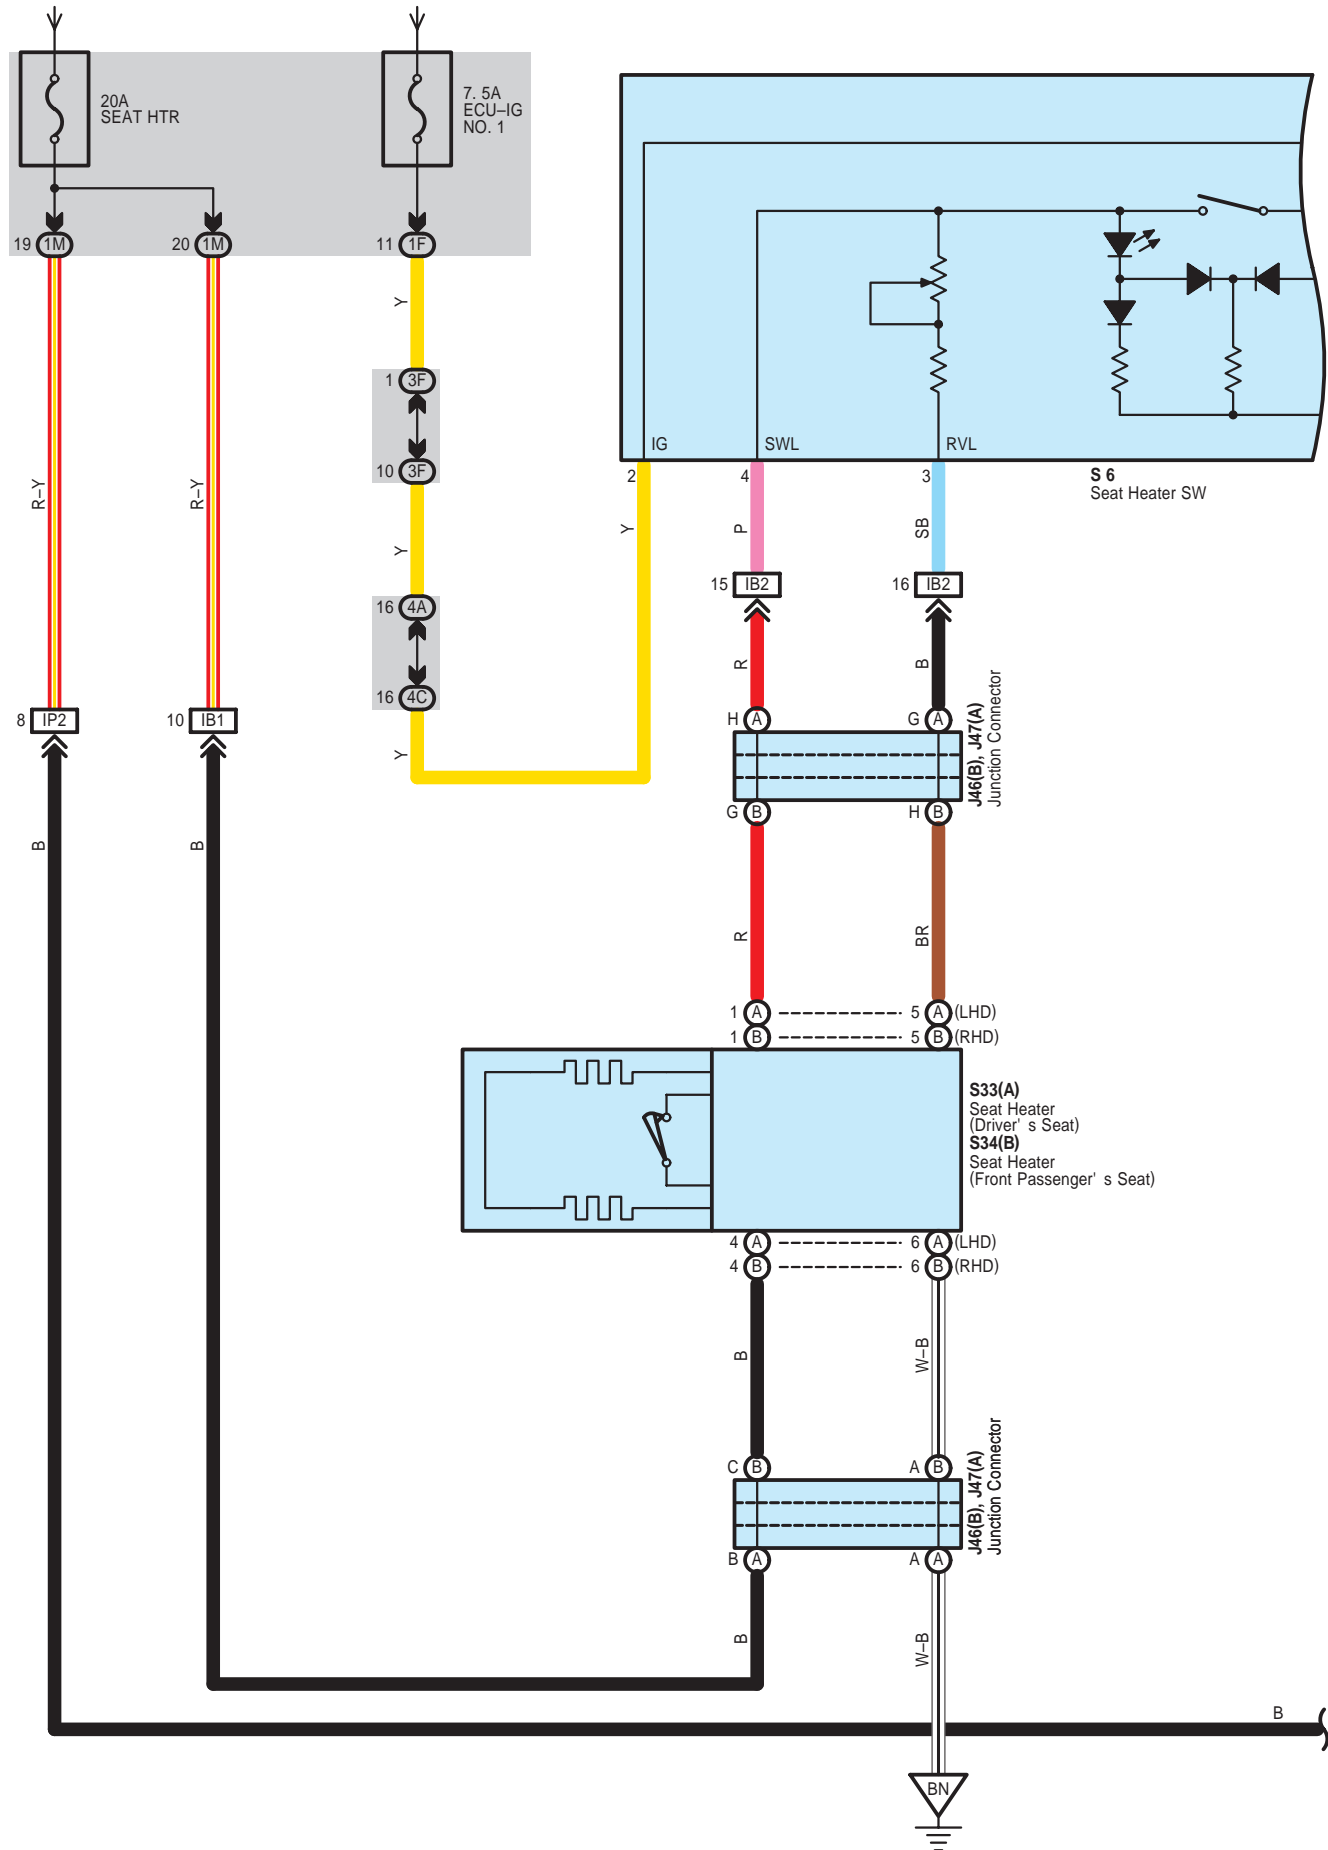 20A
SEAT HTR
7. 5A
ECU–IG
NO. 1
19 1M
20 1M
11 1F
Y
1 3F
10 3F
IG
SWL
RVL
2
4
3
S 6
Seat Heater SW
R–Y
R–Y
Y
Y
P
SB
15 IB2
16 IB2
16 4A
16 4C
R
B
8 IP2
10 IB1
H A
G A
J46(B), J47(A)
Junction Connector
Y
G B
H B
B
B
R
BR
1 A
5 A (LHD)
1 B
5 B (RHD)
S33(A)
Seat Heater
(Driver' s Seat)
S34(B)
Seat Heater
(Front Passenger' s Seat)
4 A
6 A (LHD)
4 B
6 B (RHD)
B
W–B
C B
A B
J46(B), J47(A)
Junction Connector
B A
A A
B
W–B
B
BN